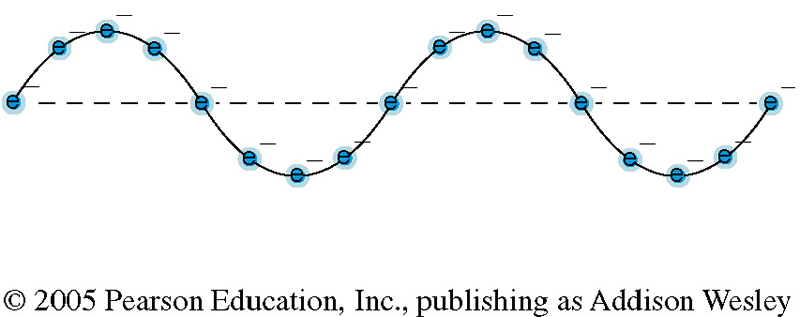 e⁻ e⁻ e⁻ e⁻ e⁻ e⁻ e⁻ e⁻ e⁻ e⁻ e⁻ e⁻ e⁻ e⁻ e⁻ e⁻ e⁻
© 2005 Pearson Education, Inc., publishing as Addison Wesley